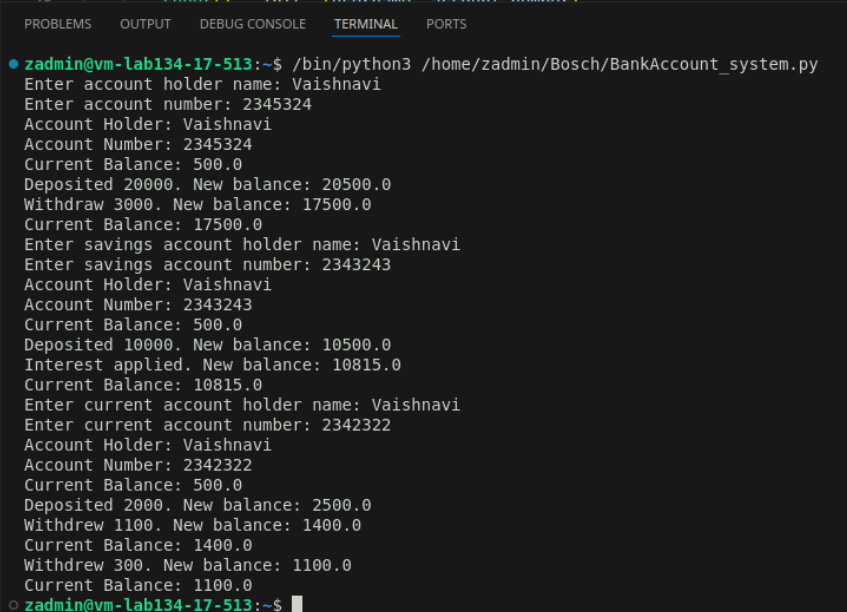 PROBLEMS OUTPUT DEBUG CONSOLE TERMINAL PORTS
zadmin@vm-lab134-17-513:~$ /bin/python3 /home/zadmin/Bosch/BankAccount_system.py
Enter account holder name: Vaishnavi
Enter account number: 2345324
Account Holder: Vaishnavi
Account Number: 2345324
Current Balance: 500.0
Deposited 20000. New balance: 20500.0
Withdraw 3000. New balance: 17500.0
Current Balance: 17500.0
Enter savings account holder name: Vaishnavi
Enter savings account number: 2343243
Account Holder: Vaishnavi
Account Number: 2343243
Current Balance: 500.0
Deposited 10000. New balance: 10500.0
Interest applied. New balance: 10815.0
Current Balance: 10815.0
Enter current account holder name: Vaishnavi
Enter current account number: 2342322
Account Holder: Vaishnavi
Account Number: 2342322
Current Balance: 500.0
Deposited 2000. New balance: 2500.0
Withdrew 1100. New balance: 1400.0
Current Balance: 1400.0
Withdrew 300. New balance: 1100.0
Current Balance: 1100.0
zadmin@vm-lab134-17-513:~$